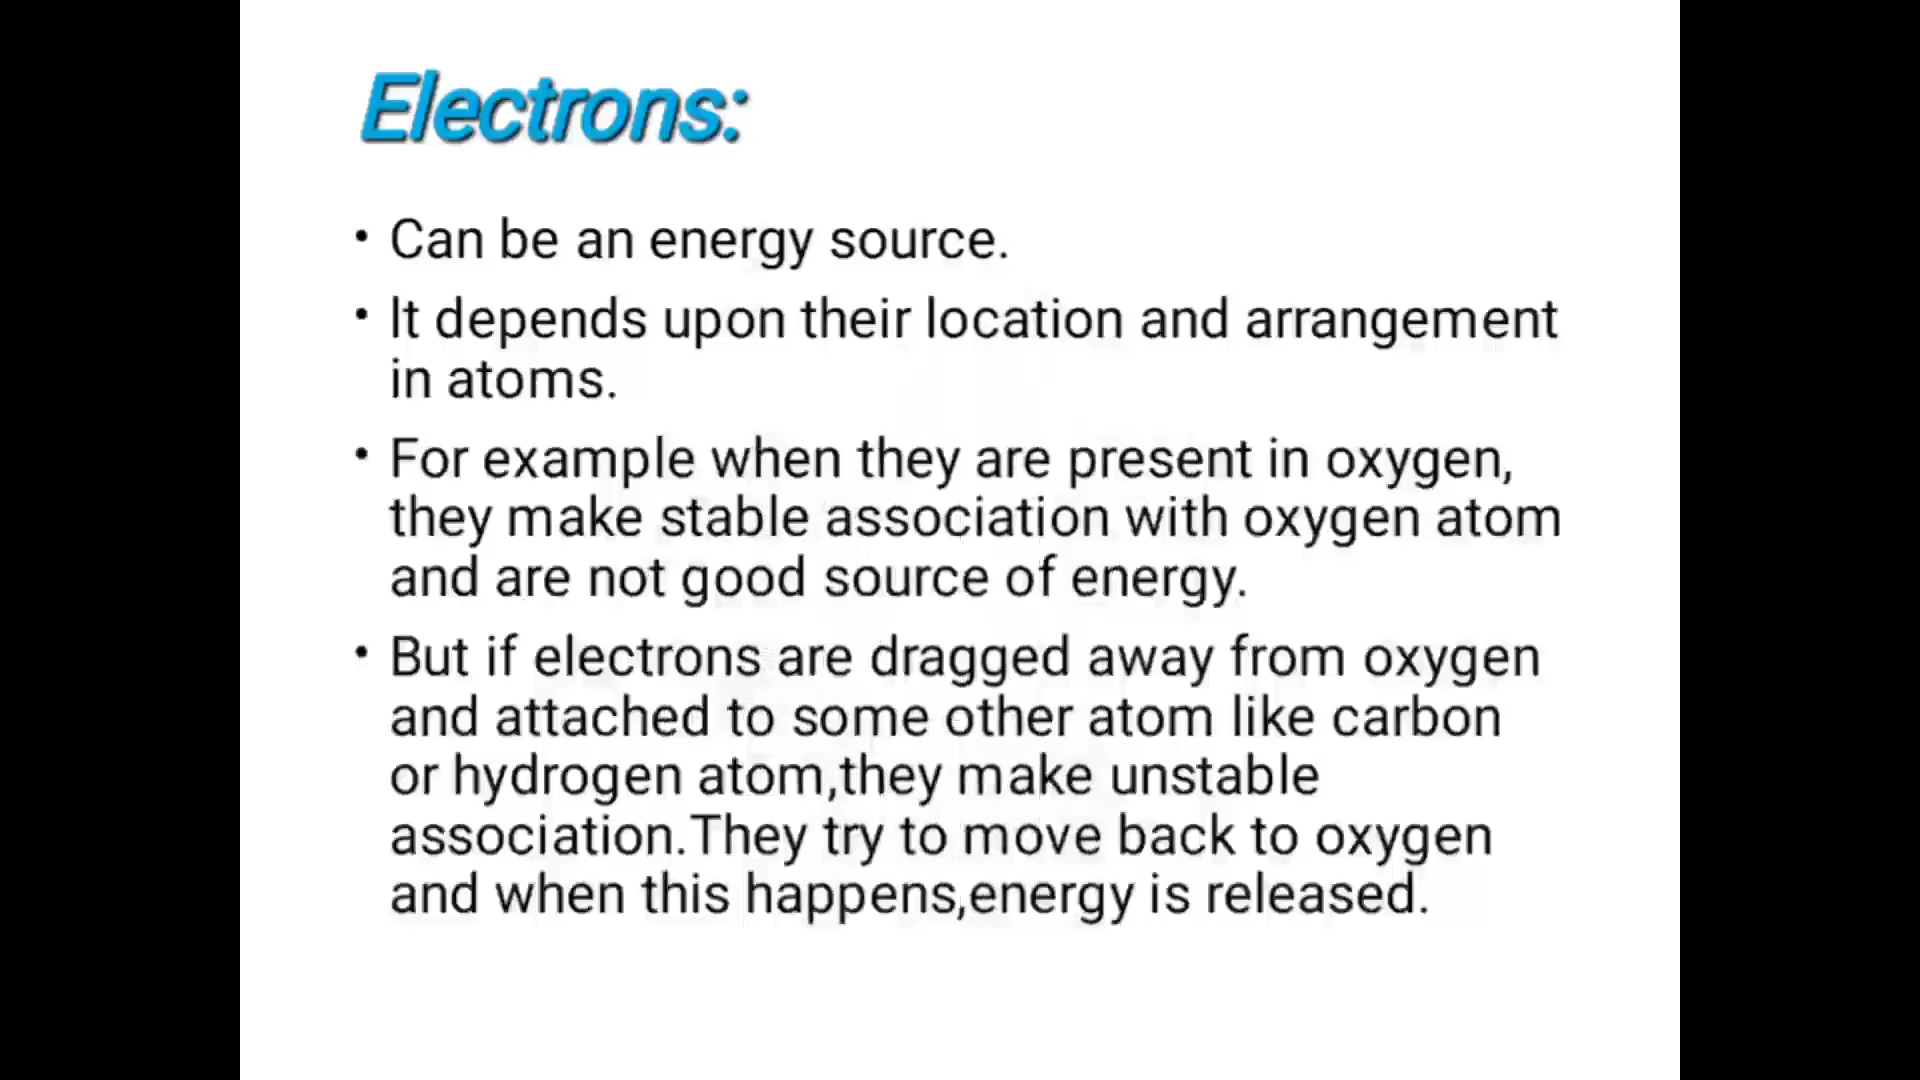 Electrons:
• Can be an energy source.
• It depends upon their location and arrangement
in atoms.
• For example when they are present in oxygen,
they make stable association with oxygen atom
and are not good source of energy.
• But if electrons are dragged away from oxygen
and attached to some other atom like carbon
or hydrogen atom,they make unstable
association.They try to move back to oxygen
and when this happens,energy is released.